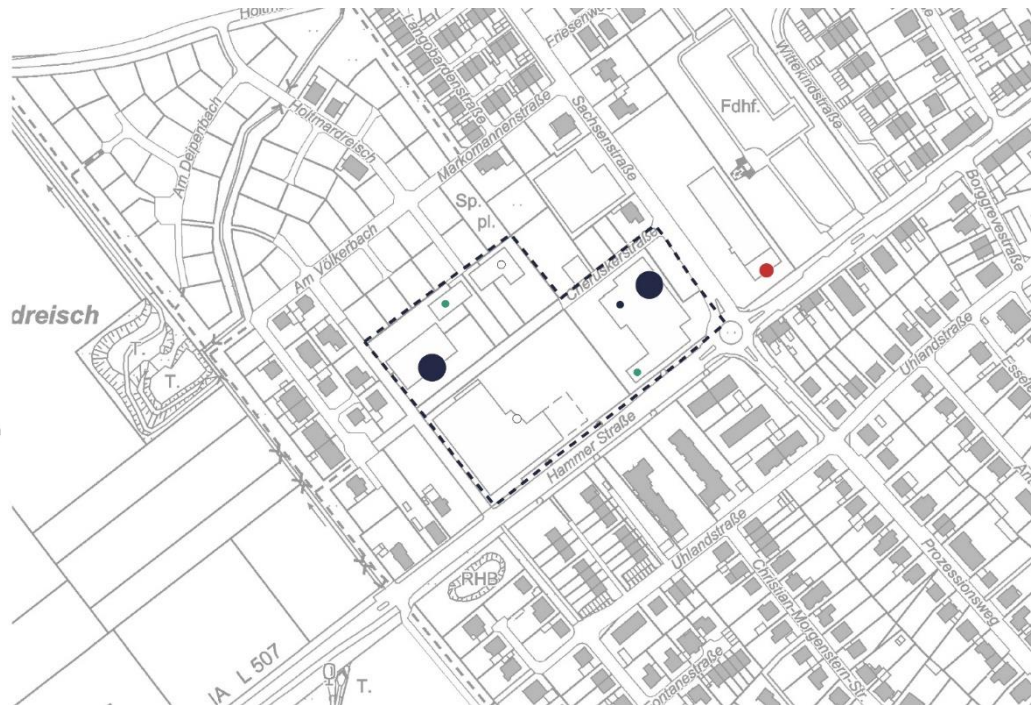 Langobardenstraße
Friesenweg
Wittekindstraße
Holtmardreisch
Sachsenstraße
Fdhf.
Am Deipenbach
Markomannenstraße
Borggrevestraße
Sp.
pl.
Am Völkerbach
Cheruskerstraße
dreisch
T.
T.
Uhlandstraße
Hammer Straße
Uhlandstraße
RHB
Prozessionsweg
Christian-Morgenstern-Str.
L 507
T.
Fontanestraße